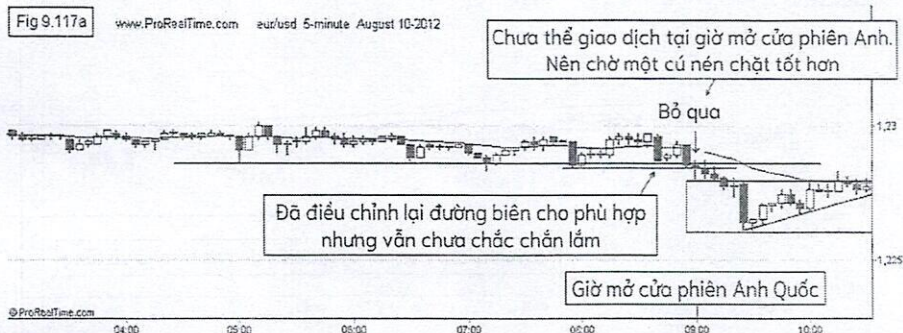 Fig 9.117a
www.ProRealTime.com eur/usd 5-minute August 10-2012
Chưa thể giao dịch tại giờ mở cửa phiên Anh.
Nên chờ một cú nén chặt tốt hơn
Bỏ qua
1,23
Đã điều chỉnh lại đường biên cho phù hợp
nhưng vẫn chưa chắc chắn lắm
1,225
Giờ mở cửa phiên Anh Quốc
©ProRealTime.com
04:00 05:00 06:00 07:00 08:00 09:00 10:00